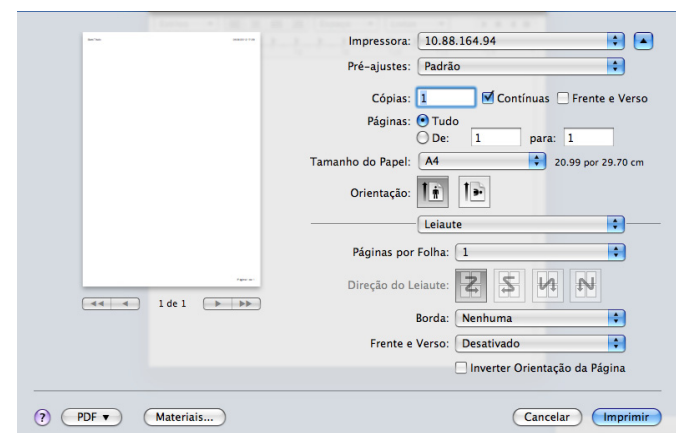 Impressora: 10.88.164.94
Pré-ajustes: Padrão
Cópias: 1 Contínuas Frente e Verso
Páginas: Tudo
De: 1 para: 1
Tamanho do Papel: A4 20.99 por 29.70 cm
Orientação:
Leiaute
Páginas por Folha: 1
Direção do Leiaute:
1 de 1
Borda: Nenhuma
Frente e Verso: Desativado
Inverter Orientação da Página
? PDF Materiais... Cancelar Imprimir